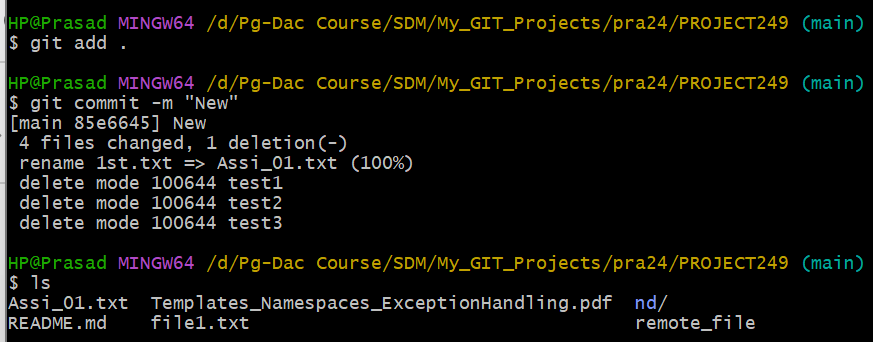 HP@Prasad MINGW64 /d/Pg-Dac Course/SDM/My_GIT_Projects/pra24/PROJECT249 (main)
$ git add .
HP@Prasad MINGW64 /d/Pg-Dac Course/SDM/My_GIT_Projects/pra24/PROJECT249 (main)
$ git commit -m "New"
[main 85e6645] New
 4 files changed, 1 deletion(-)
 rename 1st.txt => Assi_01.txt (100%)
 delete mode 100644 test1
 delete mode 100644 test2
 delete mode 100644 test3
HP@Prasad MINGW64 /d/Pg-Dac Course/SDM/My_GIT_Projects/pra24/PROJECT249 (main)
$ ls
Assi_01.txt  Templates_Namespaces_ExceptionHandling.pdf  nd/
README.md    file1.txt                                   remote_file